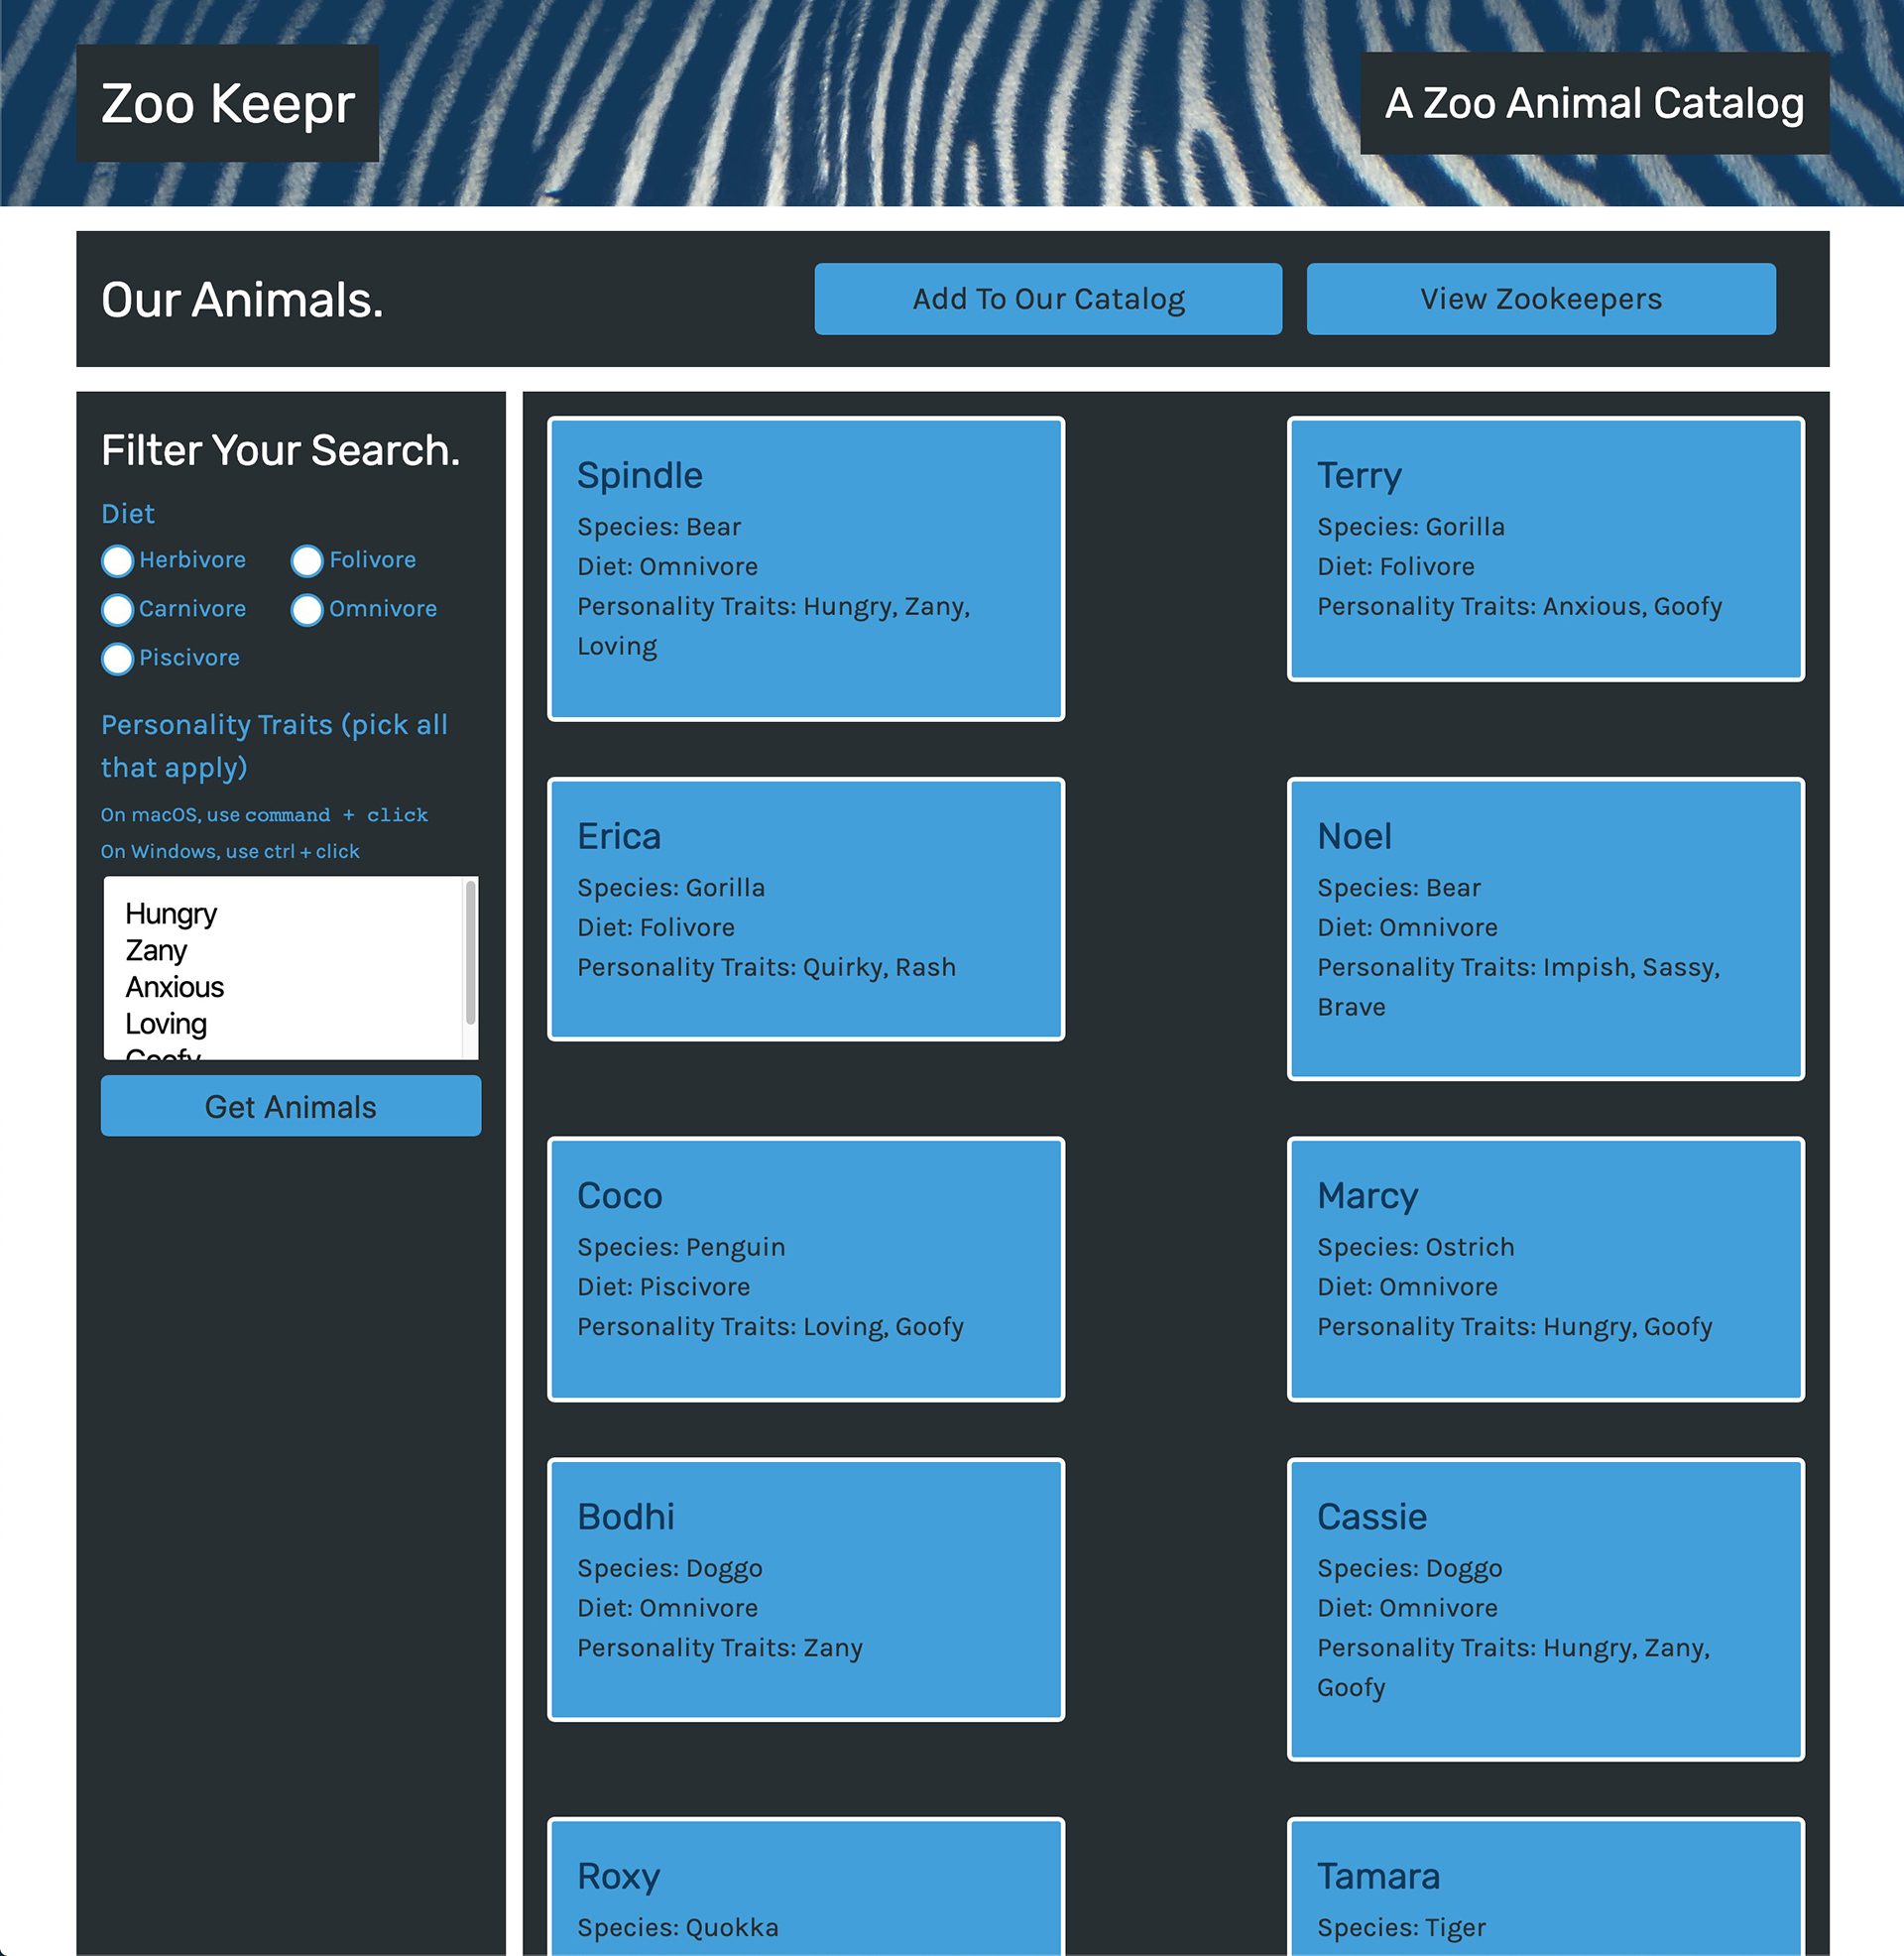 Zoo Keepr
A Zoo Animal Catalog
Our Animals.
Add To Our Catalog
View Zookeepers
Filter Your Search.
Diet
Herbivore
Folivore
Carnivore
Omnivore
Piscivore
Personality Traits (pick all
that apply)
On macOS, use command + click
On Windows, use ctrl + click
Hungry
Zany
Anxious
Loving
Goofy
Get Animals
Spindle
Species: Bear
Diet: Omnivore
Personality Traits: Hungry, Zany,
Loving
Terry
Species: Gorilla
Diet: Folivore
Personality Traits: Anxious, Goofy
Erica
Species: Gorilla
Diet: Folivore
Personality Traits: Quirky, Rash
Noel
Species: Bear
Diet: Omnivore
Personality Traits: Impish, Sassy,
Brave
Coco
Species: Penguin
Diet: Piscivore
Personality Traits: Loving, Goofy
Marcy
Species: Ostrich
Diet: Omnivore
Personality Traits: Hungry, Goofy
Bodhi
Species: Doggo
Diet: Omnivore
Personality Traits: Zany
Cassie
Species: Doggo
Diet: Omnivore
Personality Traits: Hungry, Zany,
Goofy
Roxy
Species: Quokka
Tamara
Species: Tiger